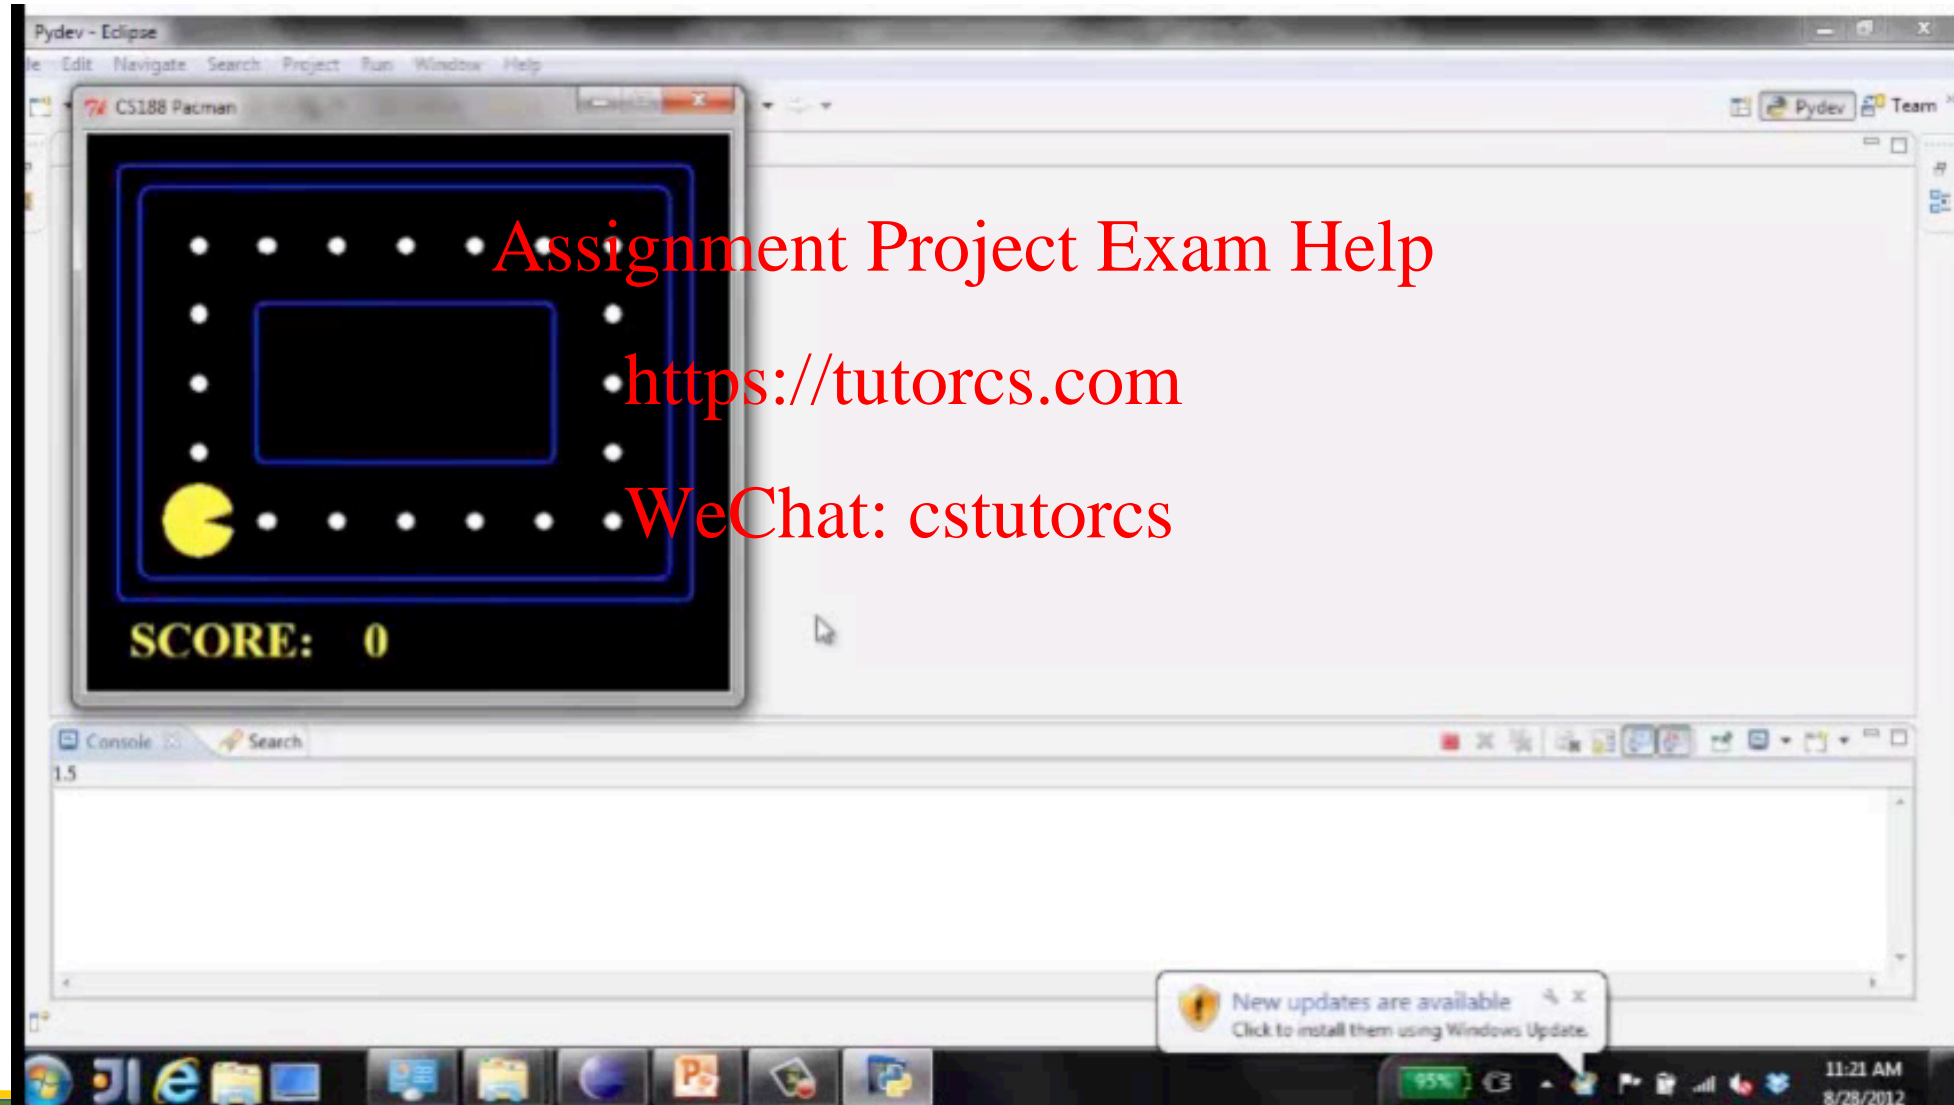 Pydev - Eclipse
le Edit Navigate Search Project Run Window Help
CS188 Pacman
Pydev Team
Assignment Project Exam Help
https://tutorcs.com
WeChat: cstutorcs
SCORE: 0
Console Search
1.5
New updates are available
Click to install them using Windows Update.
95%
11:21 AM
8/28/2012